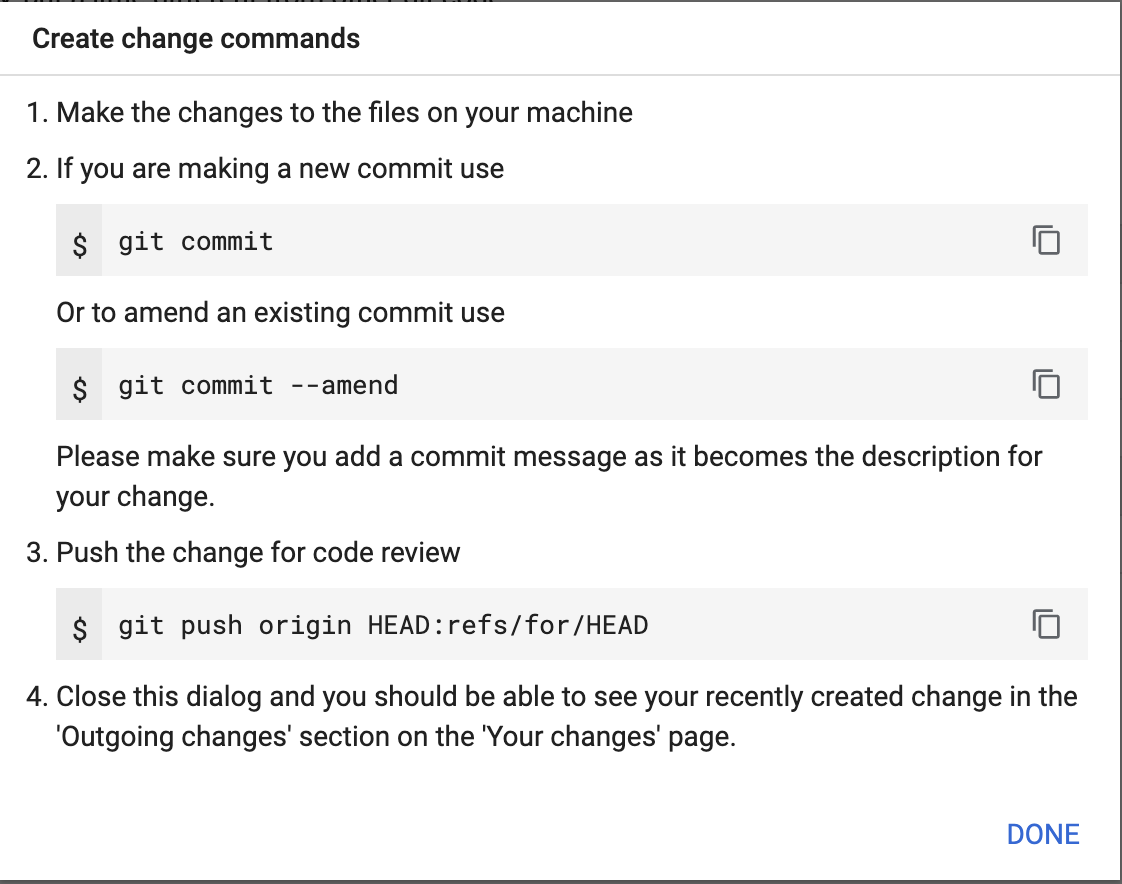 Create change commands
1. Make the changes to the files on your machine
2. If you are making a new commit use
$ git commit
Or to amend an existing commit use
$ git commit --amend
Please make sure you add a commit message as it becomes the description for
your change.
3. Push the change for code review
$ git push origin HEAD:refs/for/HEAD
4. Close this dialog and you should be able to see your recently created change in the
'Outgoing changes' section on the 'Your changes' page.
DONE